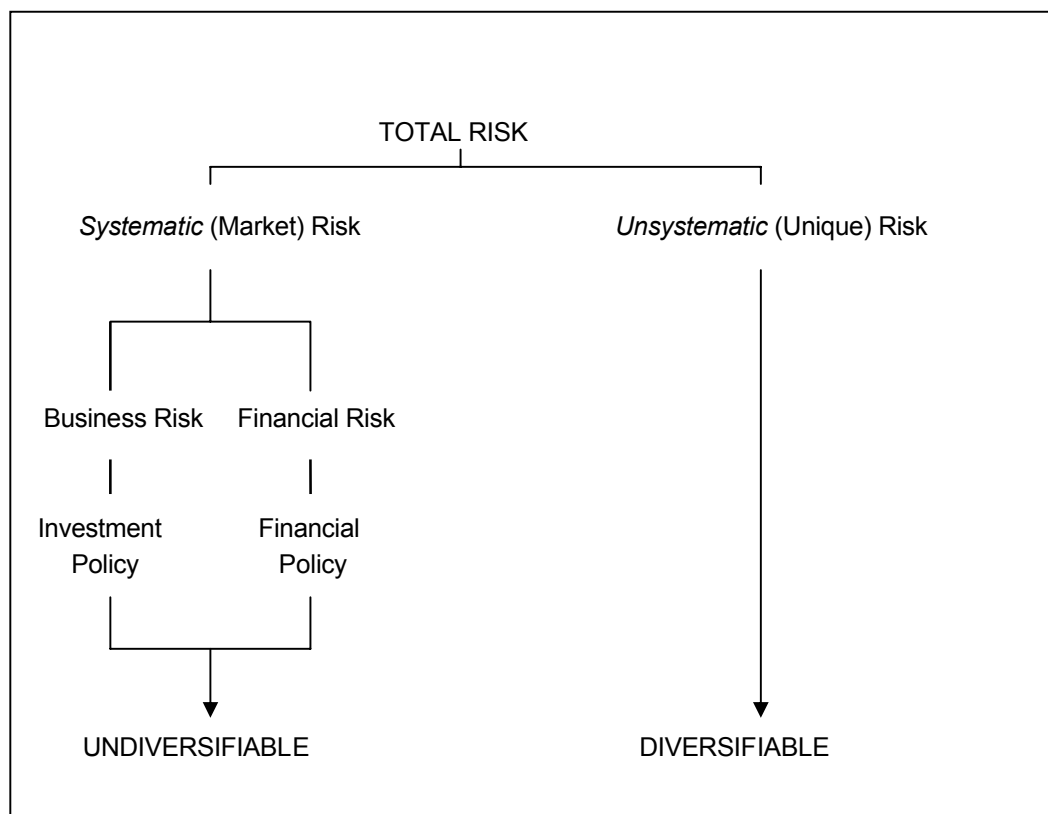 TOTAL RISK
Systematic (Market) Risk
Unsystematic (Unique) Risk
Business Risk
Financial Risk
Investment
Policy
Financial
Policy
UNDIVERSIFIABLE
DIVERSIFIABLE